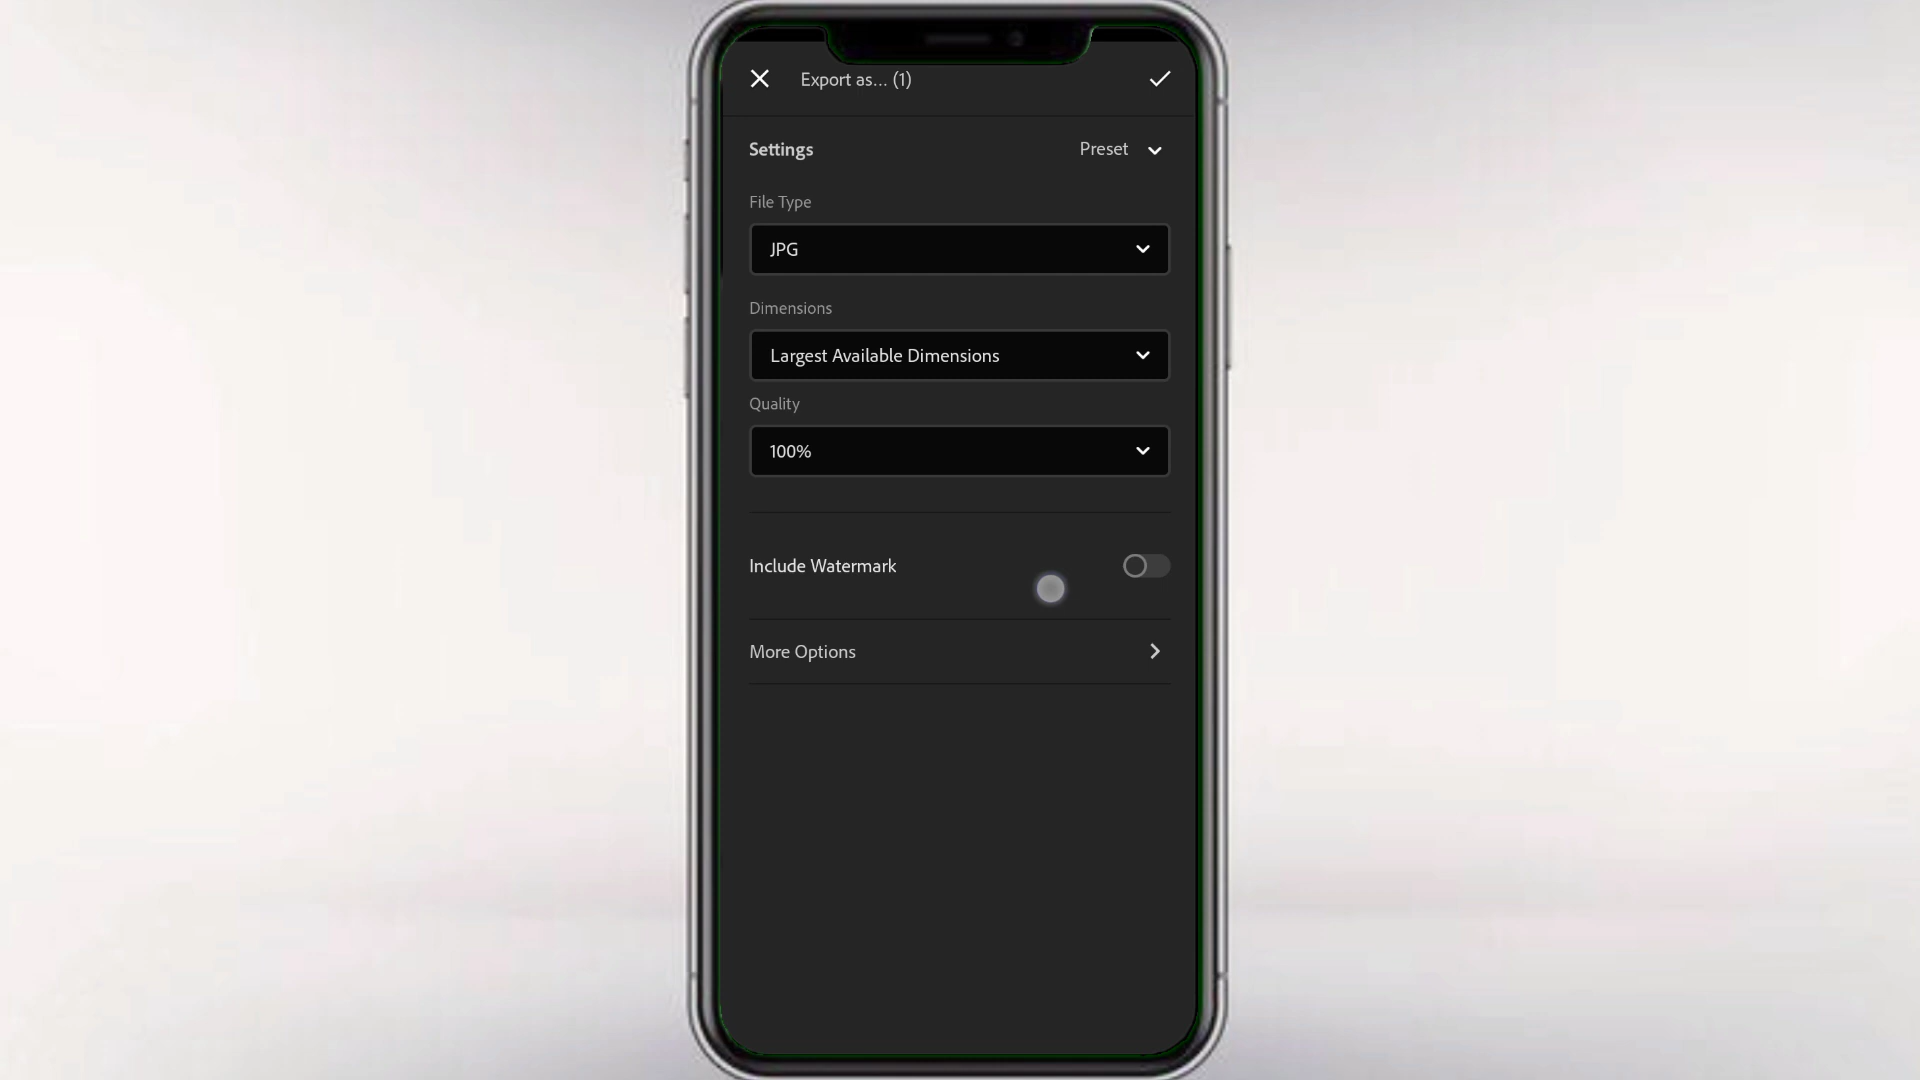 Export as... (1)
Settings
Preset
File Type
JPG
Dimensions
Largest Available Dimensions
Quality
100%
Include Watermark
More Options